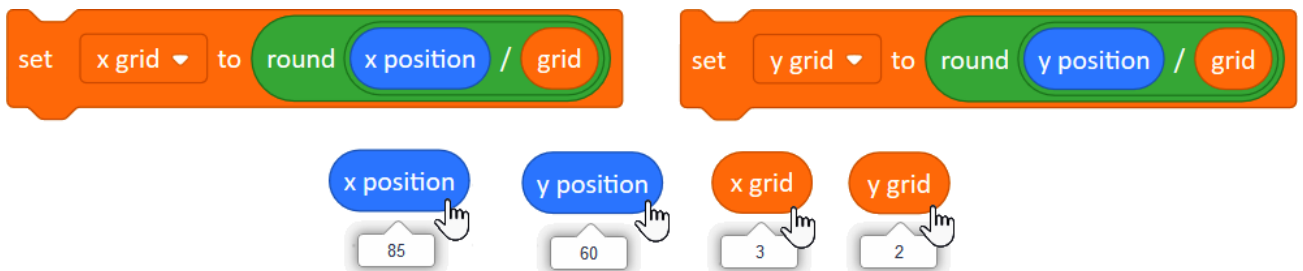 set x grid to round x position / grid
set y grid to round y position / grid
x position y position x grid y grid
85 60 3 2